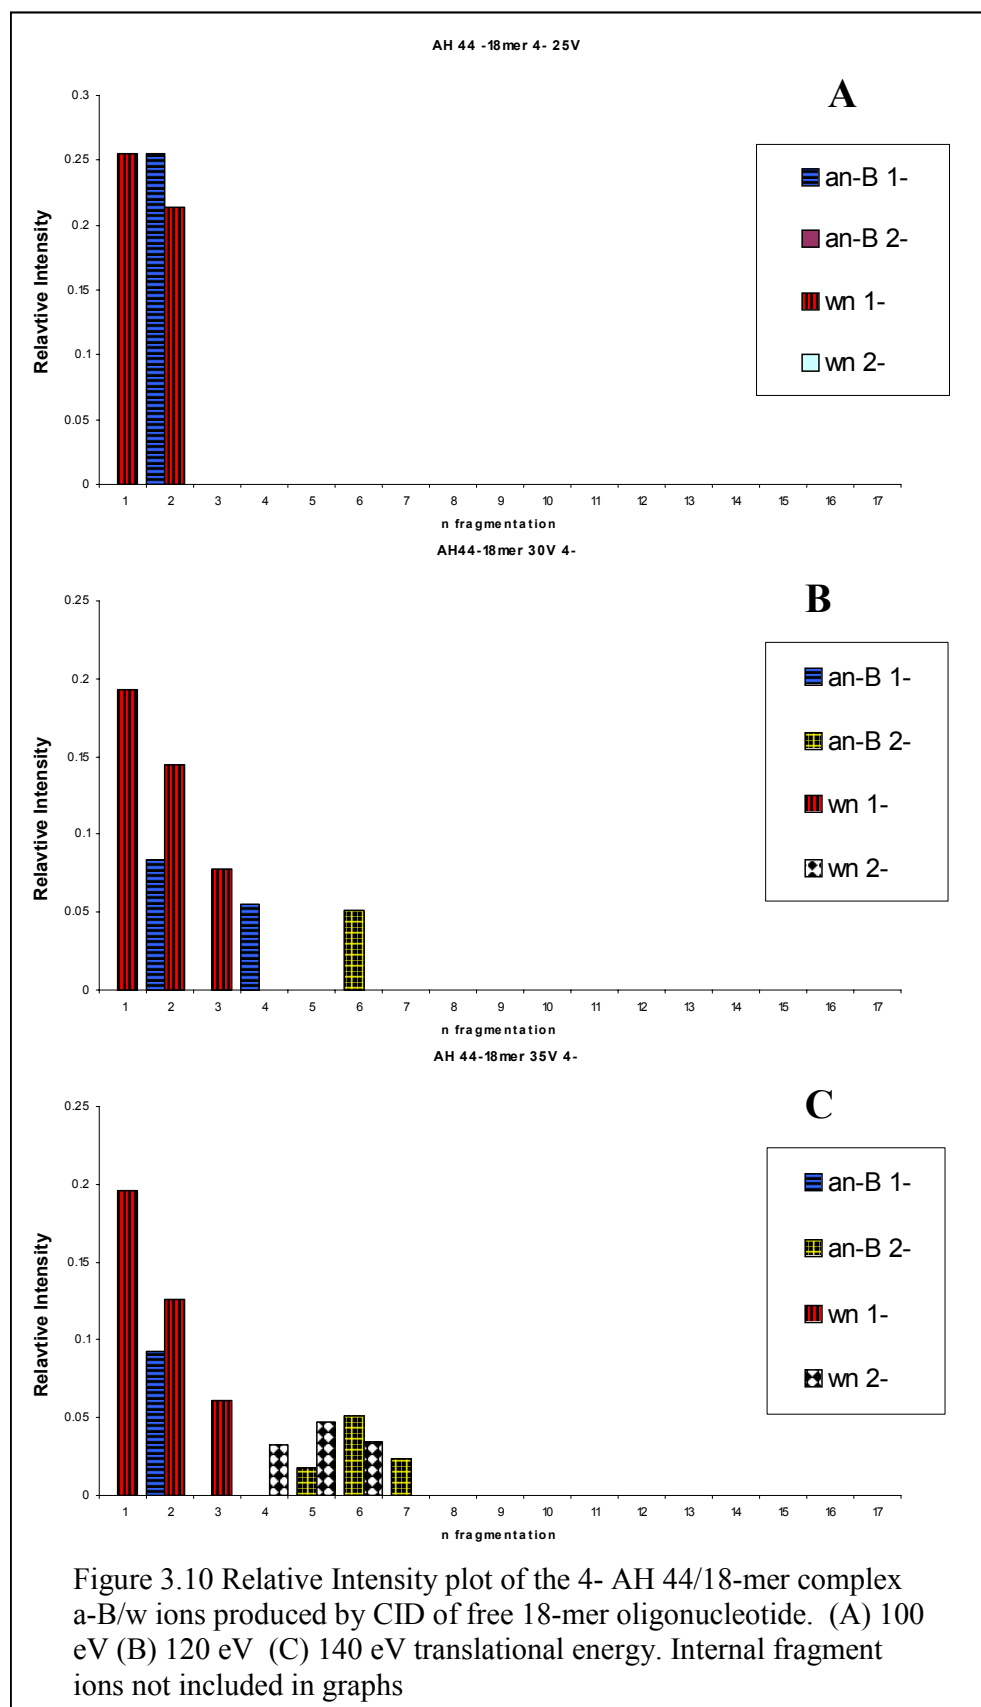 AH 44 -18mer 4- 25V
A
0.3
0.25
0.2
0.15
0.1
0.05
0
Relavtive Intensity
an-B 1-
an-B 2-
wn 1-
wn 2-
1 2 3 4 5 6 7 8 9 10 11 12 13 14 15 16 17
n fragmentation
AH44-18mer 30V 4-
B
0.25
0.2
0.15
0.1
0.05
0
Relavtive Intensity
an-B 1-
an-B 2-
wn 1-
wn 2-
1 2 3 4 5 6 7 8 9 10 11 12 13 14 15 16 17
n fragmentation
AH 44-18mer 35V 4-
C
0.25
0.2
0.15
0.1
0.05
0
Relavtive Intensity
an-B 1-
an-B 2-
wn 1-
wn 2-
1 2 3 4 5 6 7 8 9 10 11 12 13 14 15 16 17
n fragmentation
Figure 3.10 Relative Intensity plot of the 4- AH 44/18-mer complex
a-B/w ions produced by CID of free 18-mer oligonucleotide. (A) 100
eV (B) 120 eV (C) 140 eV translational energy. Internal fragment
ions not included in graphs